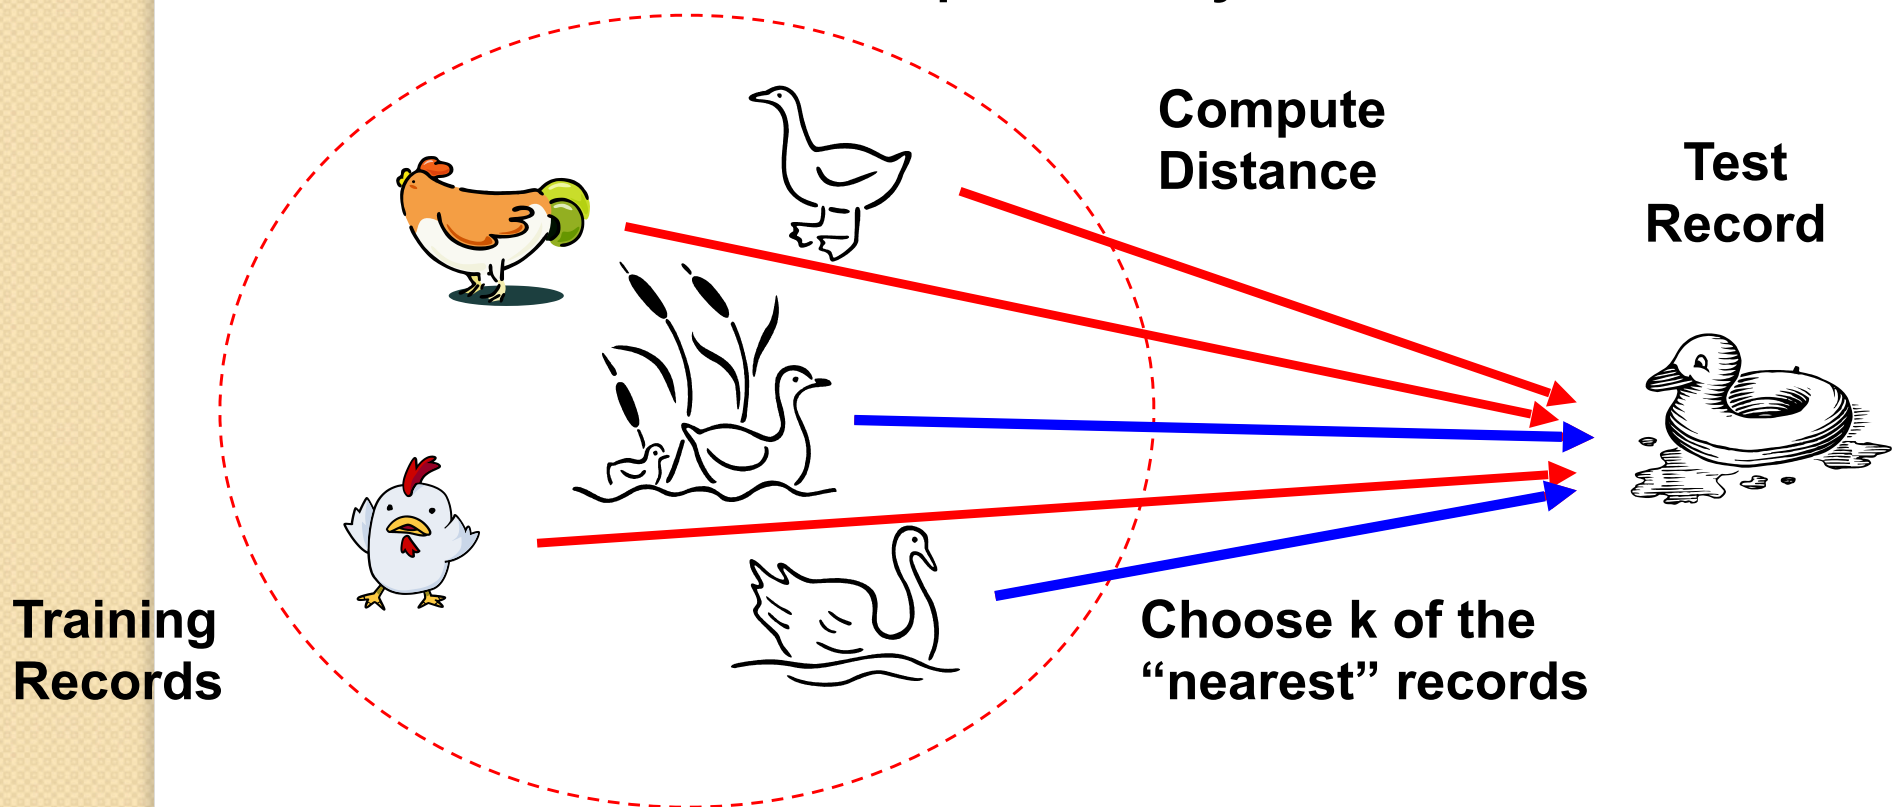 Compute
Distance
Test
Record
Training
Records
Choose k of the
“nearest” records